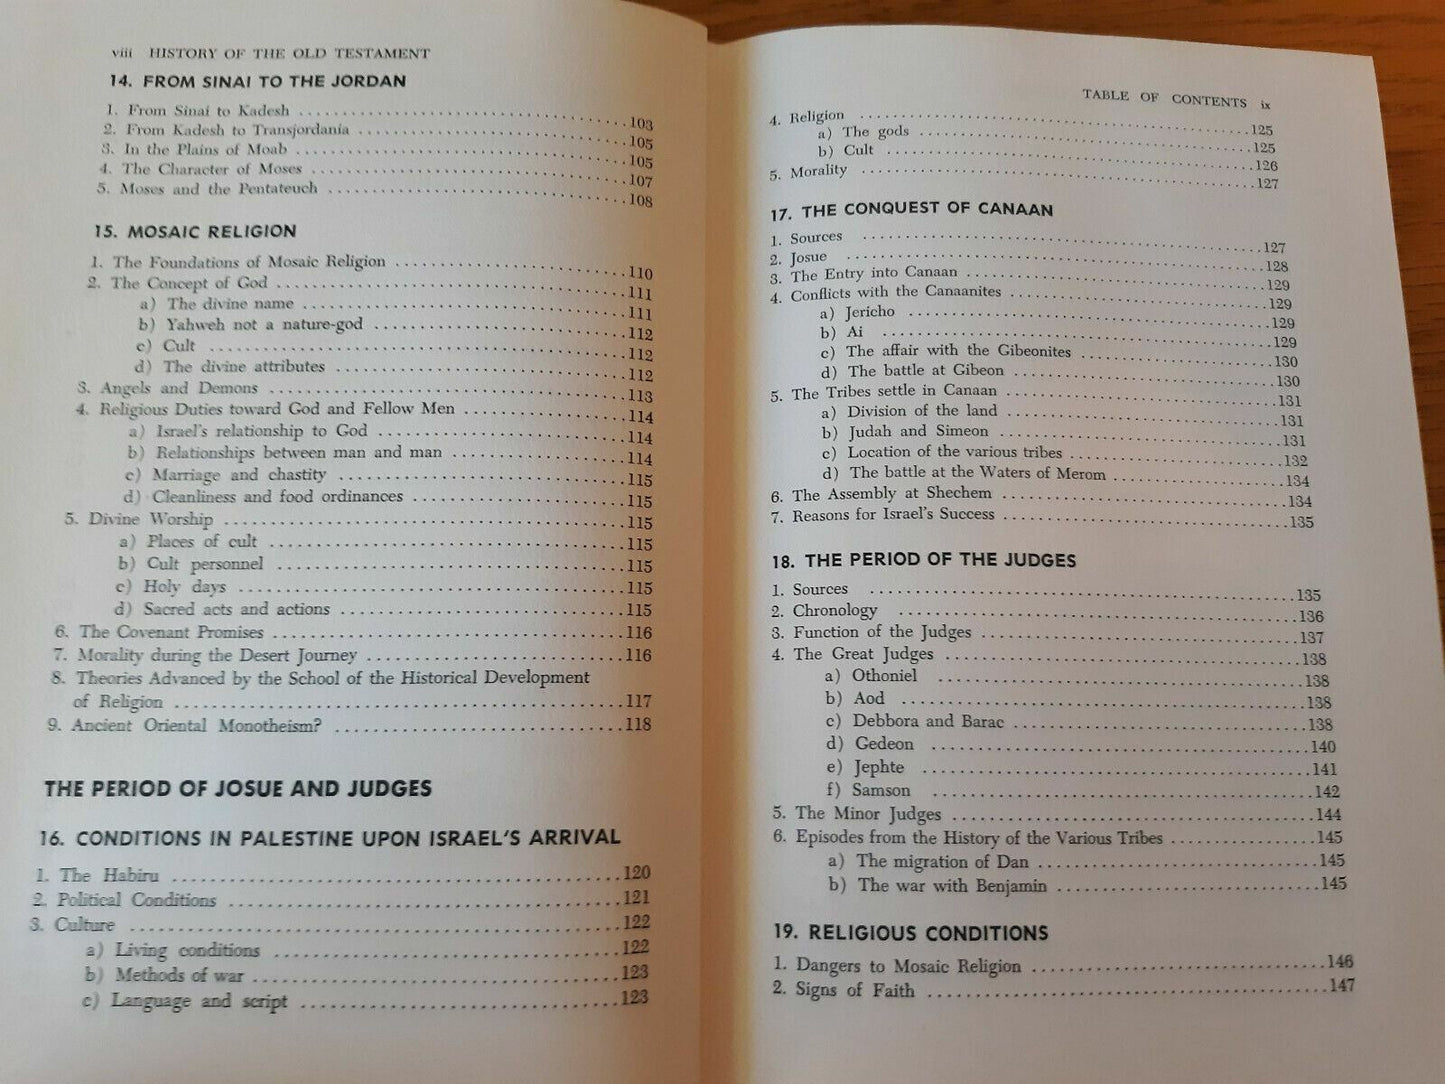 viii HISTORY OF THE OLD TESTAMENT
14. FROM SINAI TO THE JORDAN
1. From Sinai to Kadesh 103
2. From Kadesh to Transjordania 105
3. In the Plains of Moab 105
4. The Character of Moses 107
5. Moses and the Pentateuch 108
15. MOSAIC RELIGION
1. The Foundations of Mosaic Religion 110
2. The Concept of God 111
a) The divine name 111
b) Yahweh not a nature-god 112
c) Cult 112
d) The divine attributes 112
3. Angels and Demons 113
4. Religious Duties toward God and Fellow Men 114
a) Israel's relationship to God 114
b) Relationships between man and man 114
c) Marriage and chastity 115
d) Cleanliness and food ordinances 115
5. Divine Worship 115
a) Places of cult 115
b) Cult personnel 115
c) Holy days 115
d) Sacred acts and actions 115
6. The Covenant Promises 116
7. Morality during the Desert Journey 116
8. Theories Advanced by the School of the Historical Development
of Religion 117
9. Ancient Oriental Monotheism? 118
THE PERIOD OF JOSUE AND JUDGES
16. CONDITIONS IN PALESTINE UPON ISRAEL'S ARRIVAL
1. The Habiru 120
2. Political Conditions 121
3. Culture 122
a) Living conditions 122
b) Methods of war 123
c) Language and script 123
TABLE OF CONTENTS ix
4. Religion 125
a) The gods 125
b) Cult 126
5. Morality 127
17. THE CONQUEST OF CANAAN
1. Sources 127
2. Josue 128
3. The Entry into Canaan 129
4. Conflicts with the Canaanites 129
a) Jericho 129
b) Ai 129
c) The affair with the Gibeonites 130
d) The battle at Gibeon 130
5. The Tribes settle in Canaan 131
a) Division of the land 131
b) Judah and Simeon 131
c) Location of the various tribes 132
d) The battle at the Waters of Merom 134
6. The Assembly at Shechem 134
7. Reasons for Israel's Success 135
18. THE PERIOD OF THE JUDGES
1. Sources 135
2. Chronology 136
3. Function of the Judges 137
4. The Great Judges 138
a) Othoniel 138
b) Aod 138
c) Debbora and Barac 138
d) Gedeon 140
e) Jephte 141
f) Samson 142
5. The Minor Judges 144
6. Episodes from the History of the Various Tribes 145
a) The migration of Dan 145
b) The war with Benjamin 145
19. RELIGIOUS CONDITIONS
1. Dangers to Mosaic Religion 146
2. Signs of Faith 147